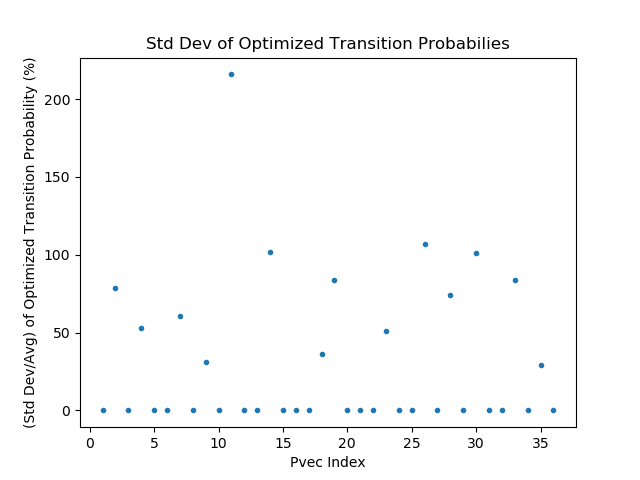 Std Dev of Optimized Transition Probabilies
(Std Dev/Avg) of Optimized Transition Probability (%)
200
150
100
50
0
0 5 10 15 20 25 30 35
Pvec Index